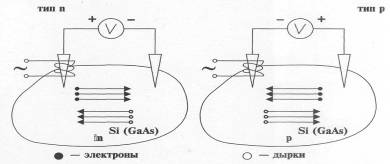 тип n тип p
+ V − − V +
~ ~
Si (GaAs) Si (GaAs)
n p
● – электроны ○ – дырки